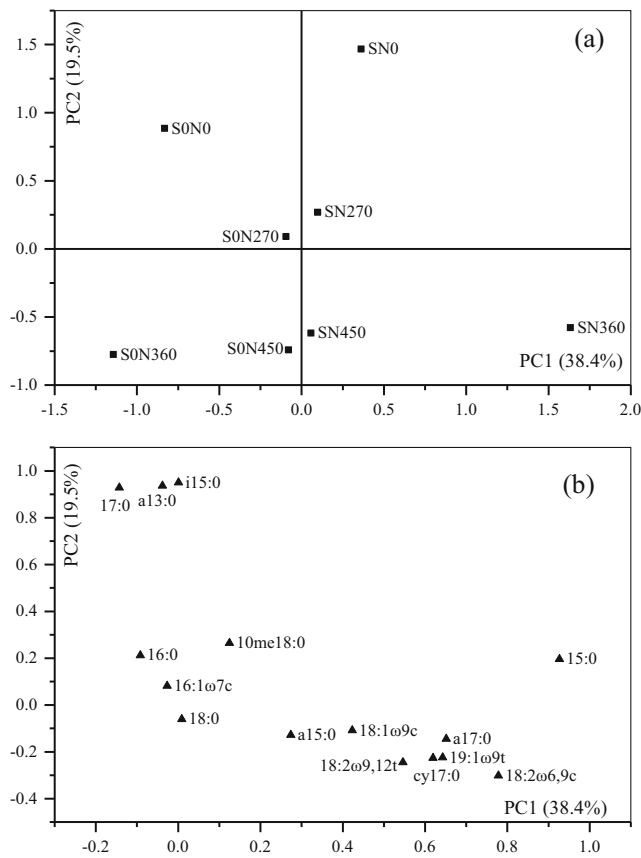 (a)
PC2 (19.5%)
1.5
1.0
0.5
0.0
-0.5
-1.0
SN0
S0N0
SN270
S0N270
SN450
SN360
S0N360
S0N450
PC1 (38.4%)
-1.5 -1.0 -0.5 0.0 0.5 1.0 1.5 2.0
(b)
PC2 (19.5%)
1.0
0.8
0.6
0.4
0.2
0.0
-0.2
-0.4
i15:0
a13:0
17:0
10me18:0
16:0
15:0
16:1ω7c
18:0
a15:0
18:1ω9c
a17:0
18:2ω9,12t
19:1ω9t
cy17:0
18:2ω6,9c
PC1 (38.4%)
-0.2 0.0 0.2 0.4 0.6 0.8 1.0